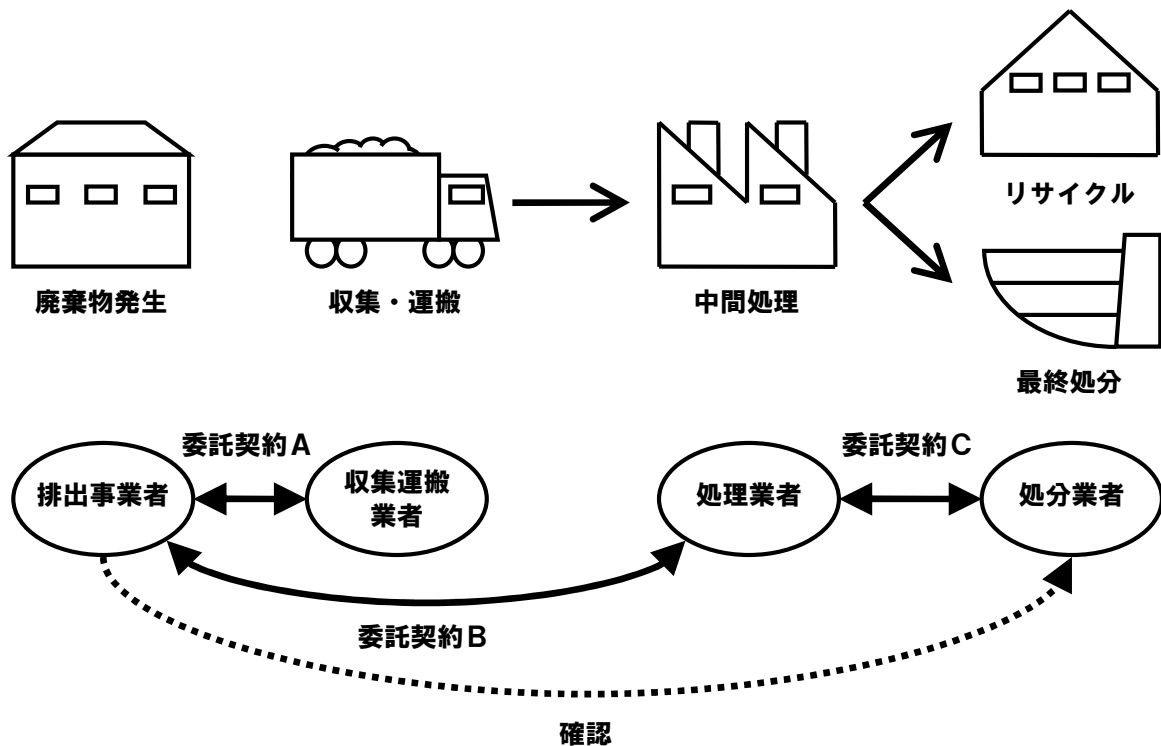 リサイクル
廃棄物発生
収集・運搬
中間処理
最終処分
委託契約A
委託契約C
排出事業者
収集運搬
業者
処理業者
処分業者
委託契約B
確認